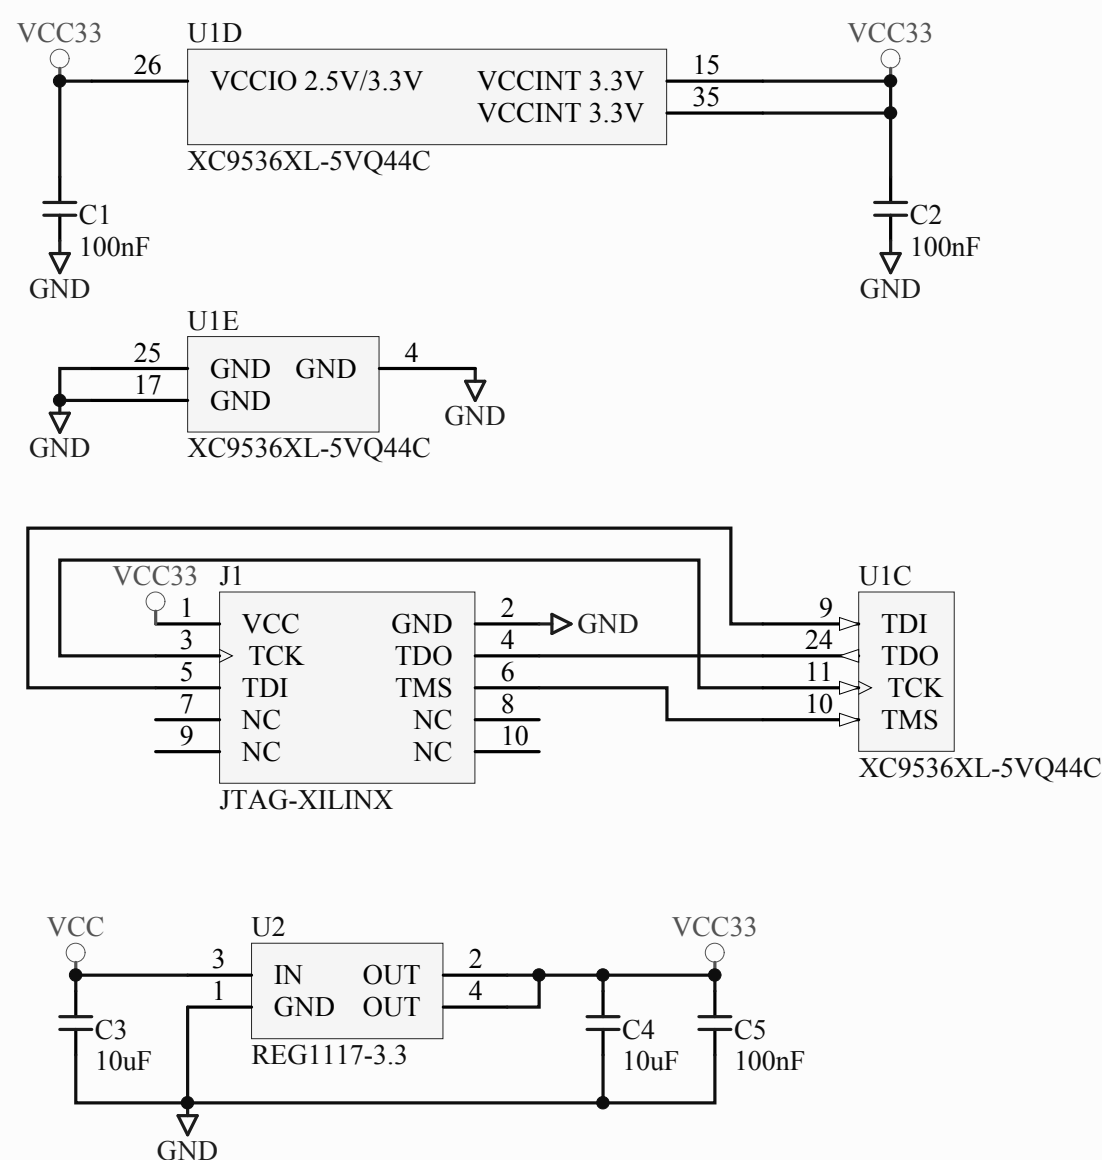 VCC33 U1D VCC33
26 VCCIO 2.5V/3.3V VCCINT 3.3V 15
VCCINT 3.3V 35
XC9536XL-5VQ44C
C1 C2
100nF 100nF
GND GND
U1E
25 GND GND 4
17 GND
GND GND
XC9536XL-5VQ44C
VCC33 J1 U1C
1 VCC GND 2 GND 9 TDI
3 TCK TDO 4 24 TDO
5 TDI TMS 6 11 TCK
7 NC NC 8 10 TMS
9 NC NC 10
XC9536XL-5VQ44C
JTAG-XILINX
VCC U2 VCC33
3 IN OUT 2
1 GND OUT 4
C3 C4 C5
REG1117-3.3
10uF 10uF 100nF
GND